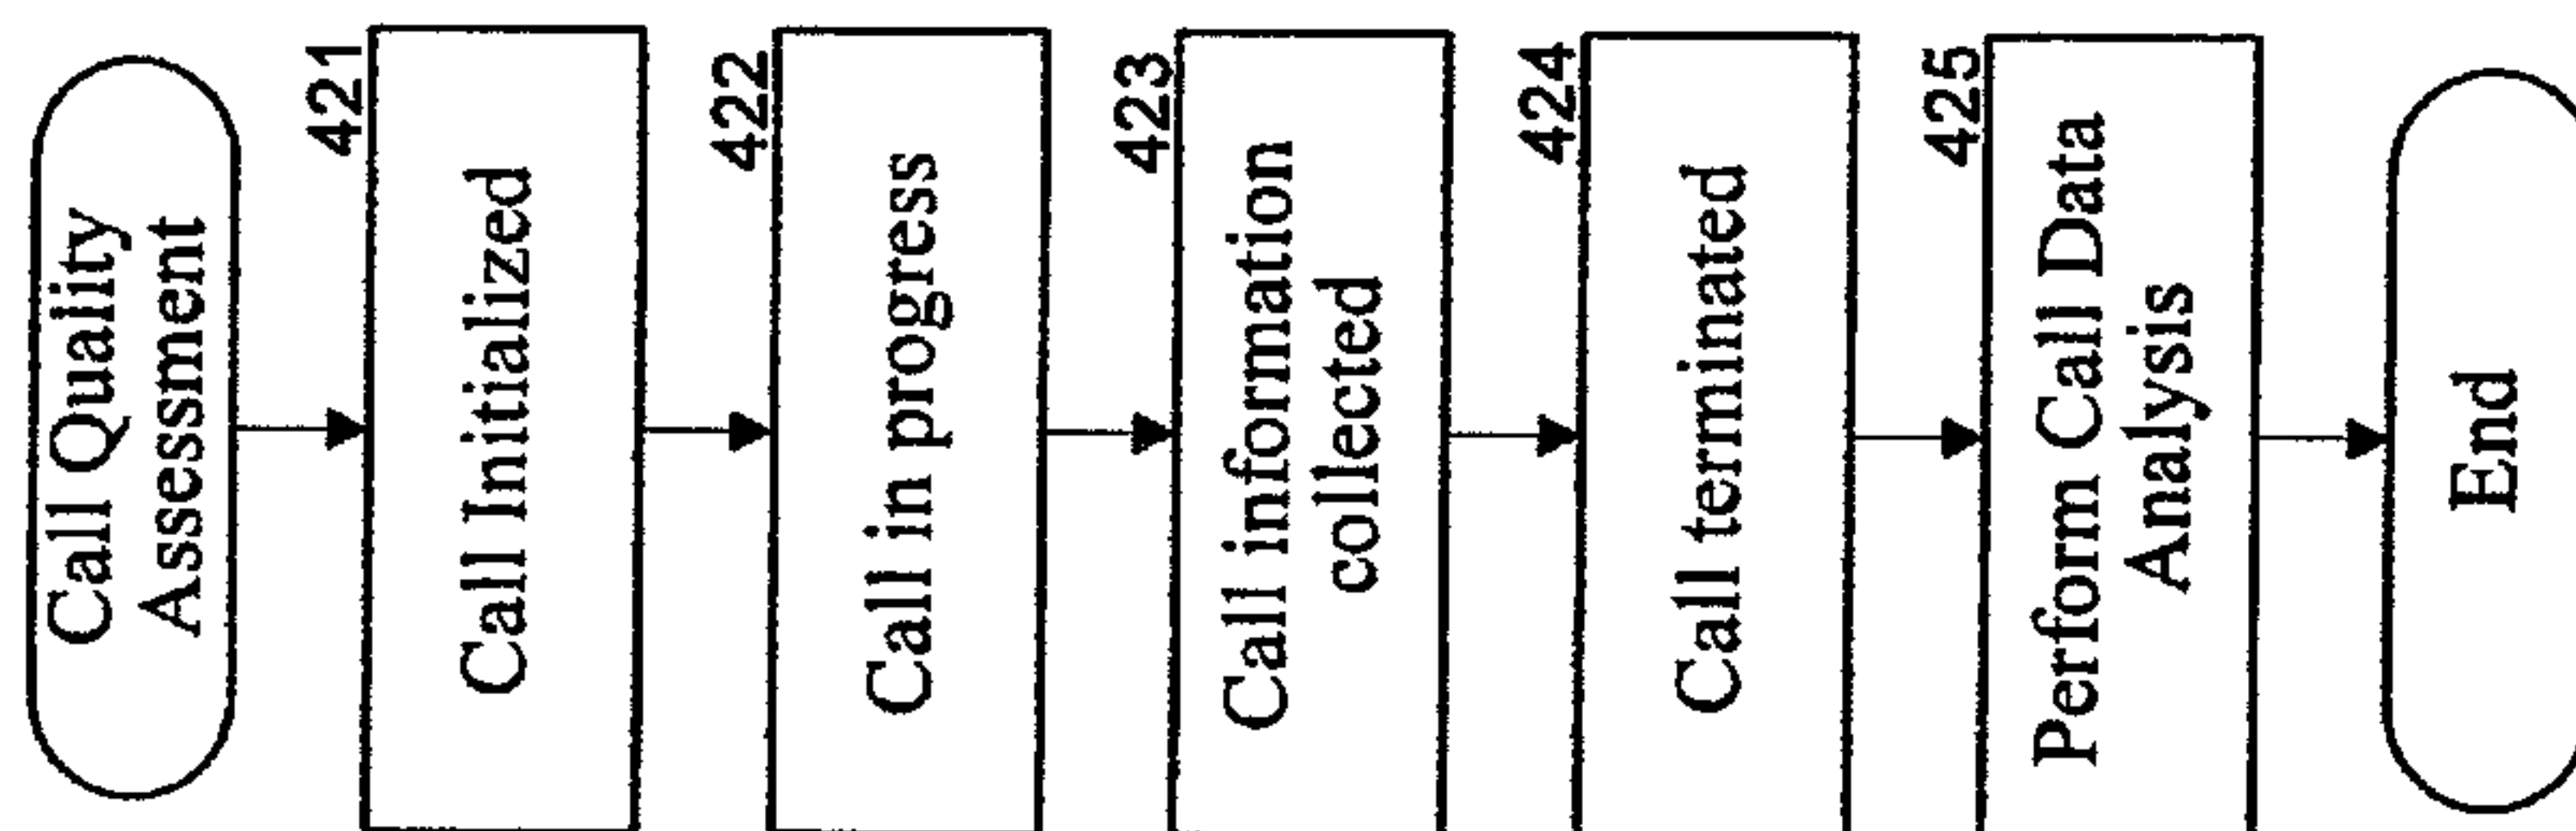 Call Quality
Assessment
421
Call Initialized
422
Call in progress
423
Call information
collected
424
Call terminated
425
Perform Call Data
Analysis
End